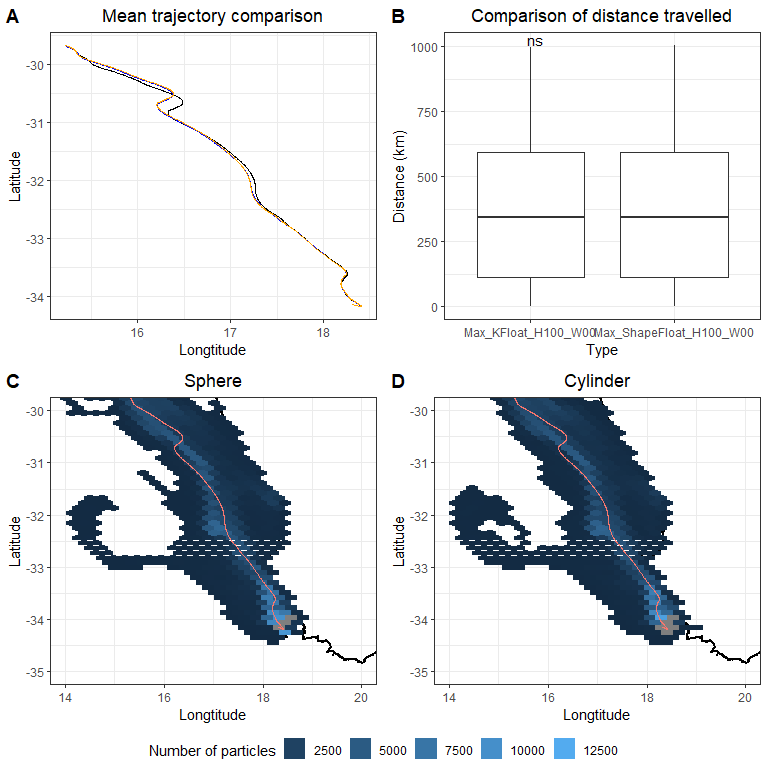 A Mean trajectory comparison
-30
-31
-32
-33
-34
Latitude
16 17 18
Longtitude
B Comparison of distance travelled
ns
1000
750
500
250
0
Distance (km)
Max_KFloat_H100_W00 Max_ShapeFloat_H100_W00
Type
C Sphere
-30
-31
-32
-33
-34
-35
Latitude
14 16 18 20
Longtitude
D Cylinder
-30
-31
-32
-33
-34
-35
Latitude
14 16 18 20
Longtitude
Number of particles 2500 5000 7500 10000 12500